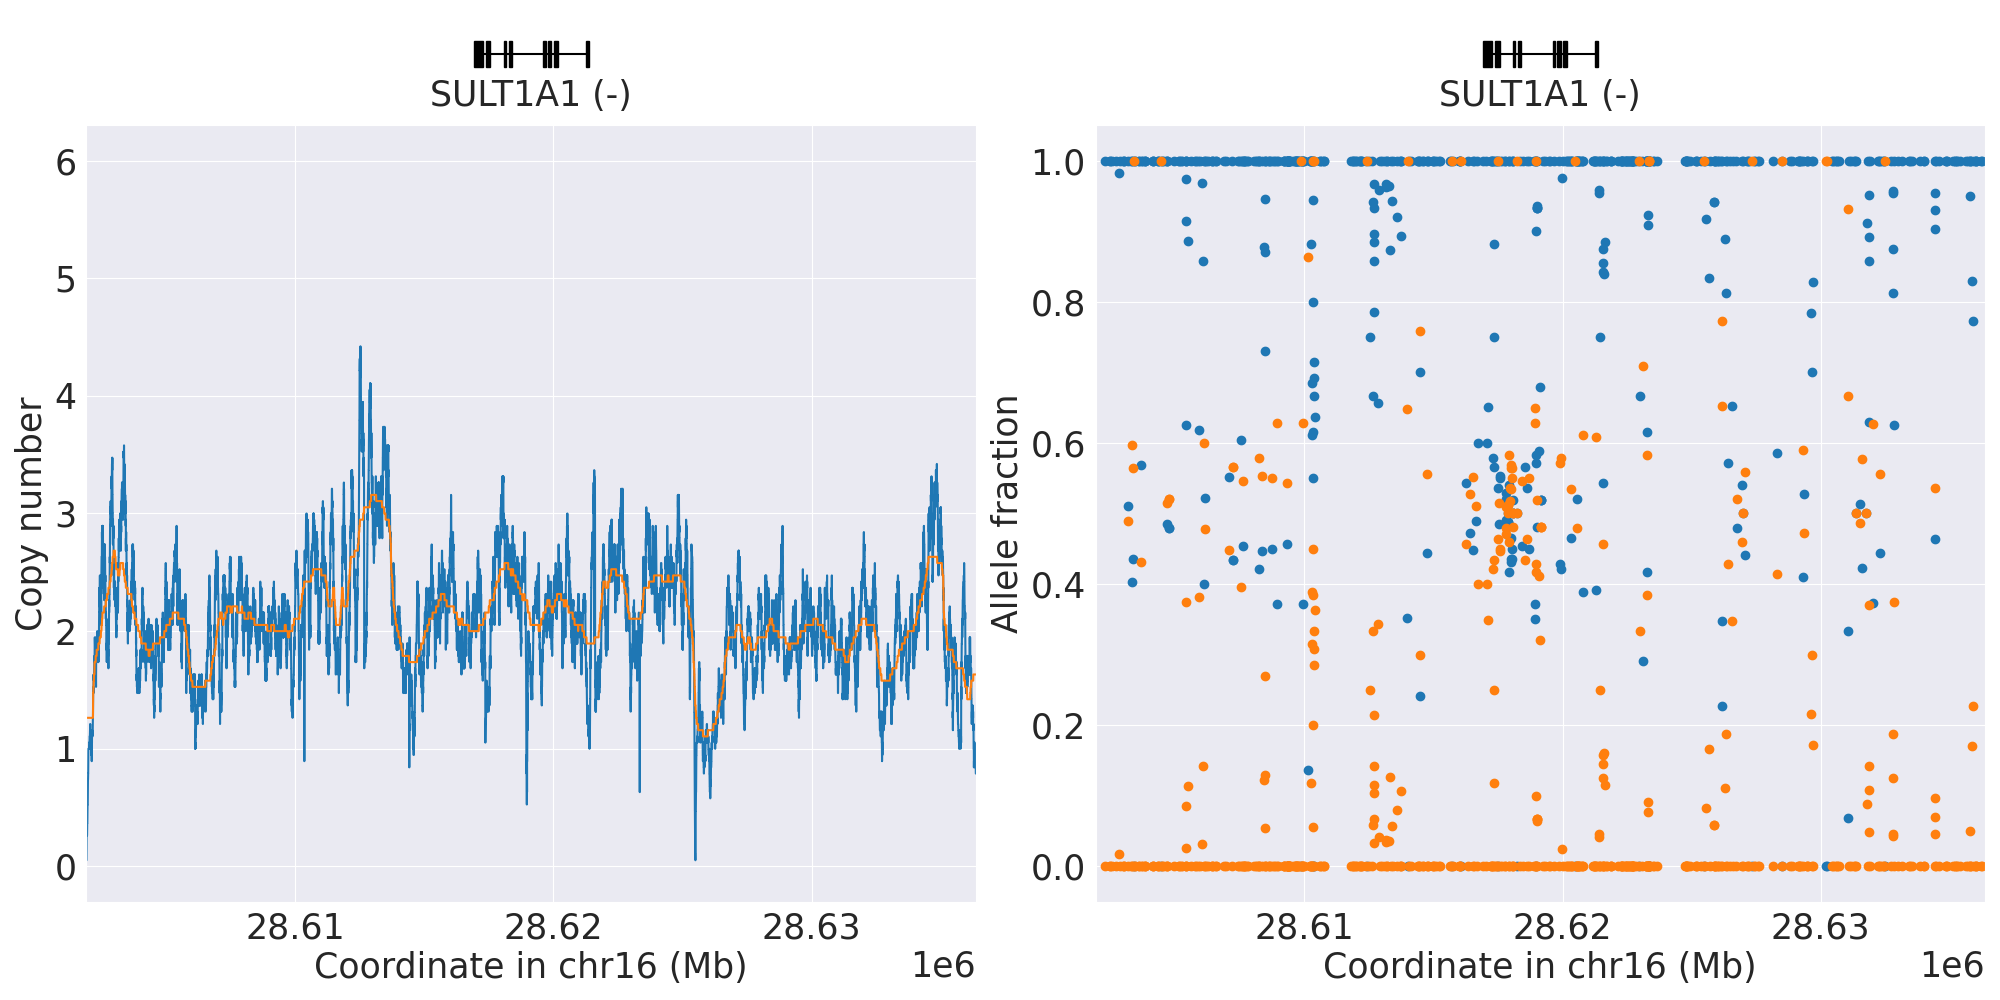 SULT1A1 (-)
Copy number
6
5
4
3
2
1
0
28.61
28.62
28.63
Coordinate in chr16 (Mb)
1e6
SULT1A1 (-)
Allele fraction
1.0
0.8
0.6
0.4
0.2
0.0
28.61
28.62
28.63
Coordinate in chr16 (Mb)
1e6